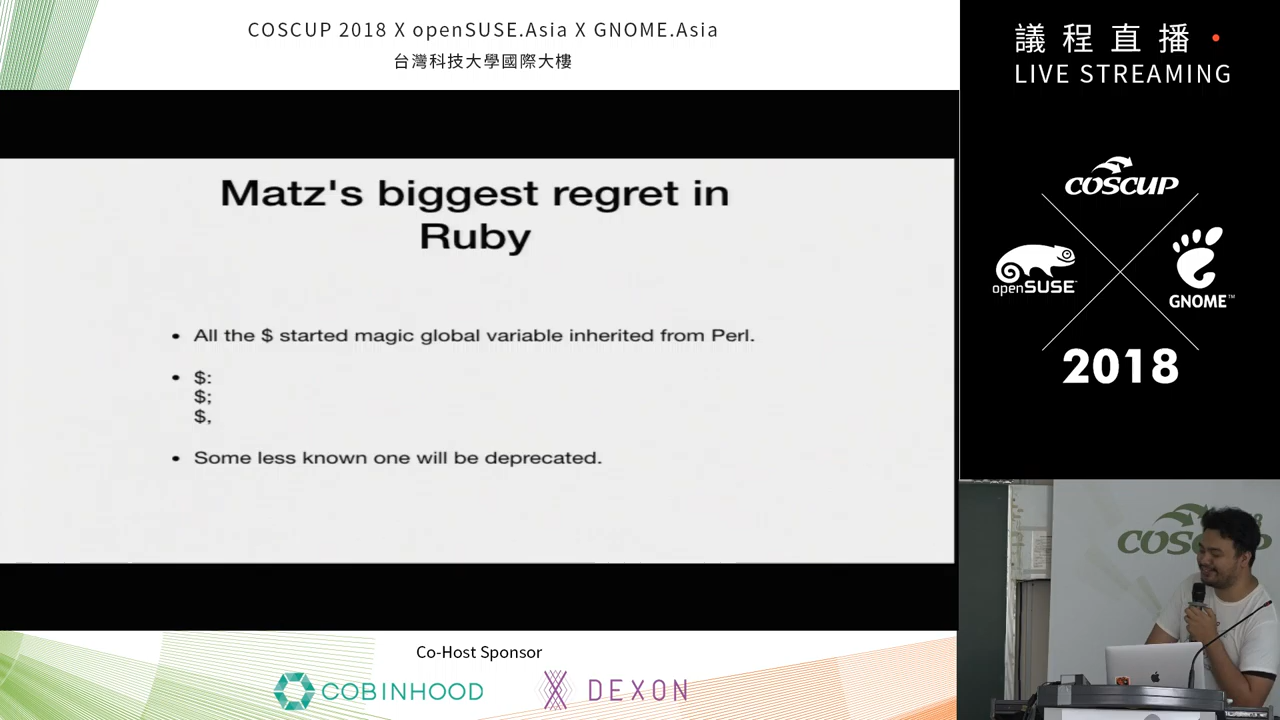 COSCUP 2018 X openSUSE.Asia X GNOME.Asia
台灣科技大學國際大樓
議程直播
LIVE STREAMING
COSCUP
openSUSE
GNOME™
2018
Matz's biggest regret in
Ruby
• All the $ started magic global variable inherited from Perl.
• $:
$;
$,
• Some less known one will be deprecated.
Co-Host Sponsor
COBINHOOD
DEXON